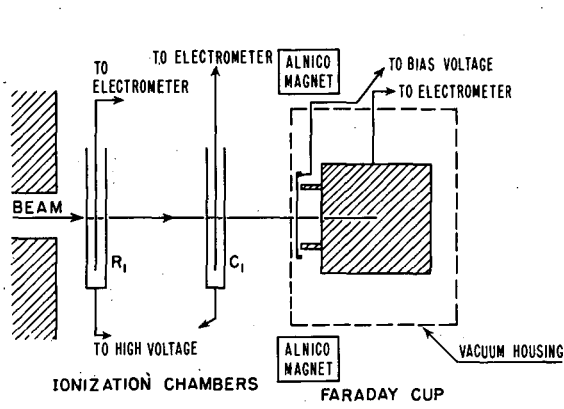 TO ELECTROMETER
ALNICO
MAGNET
TO BIAS VOLTAGE
TO
ELECTROMETER
TO ELECTROMETER
BEAM
R1
C1
TO HIGH VOLTAGE
ALNICO
MAGNET
VACUUM HOUSING
IONIZATION CHAMBERS
FARADAY CUP